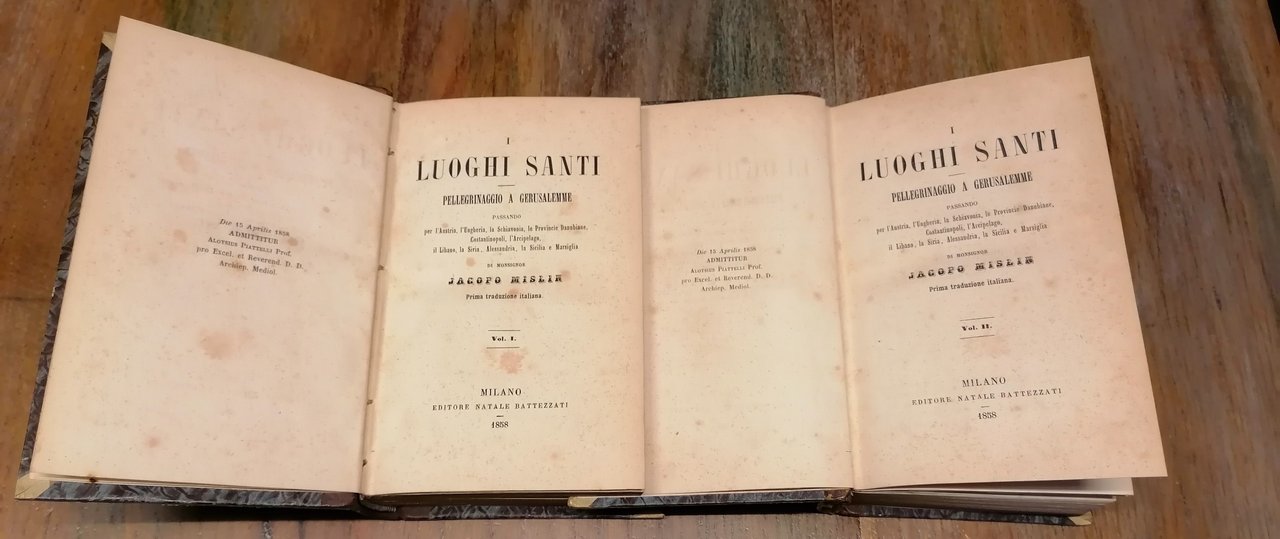 Die 15 Aprilis 1858
ADMITTITUR
ALOYSIUS PIATTELLI Prof.
pro Excel. et Reverend. D. D.
Archiep. Mediol.
I
LUOGHI SANTI
PELLEGRINAGGIO A GERUSALEMME
PASSANDO
per l'Austria, l'Ungheria, la Schiavonia, le Provincie Danubiane,
Costantinopoli, l'Arcipelago,
il Libano, la Siria, Alessandria, la Sicilia e Marsiglia
DI MONSIGNOR
JACOPO MISLIN
Prima traduzione italiana.
Vol. I.
MILANO
EDITORE NATALE BATTEZZATI
1858
Die 15 Aprilis 1858
ADMITTITUR
ALOYSIUS PIATTELLI Prof.
pro Excel. et Reverend. D. D.
Archiep. Mediol.
I
LUOGHI SANTI
PELLEGRINAGGIO A GERUSALEMME
PASSANDO
per l'Austria, l'Ungheria, la Schiavonia, le Provincie Danubiane,
Costantinopoli, l'Arcipelago,
il Libano, la Siria, Alessandria, la Sicilia e Marsiglia
DI MONSIGNOR
JACOPO MISLIN
Prima traduzione italiana.
Vol. II.
MILANO
EDITORE NATALE BATTEZZATI
1858